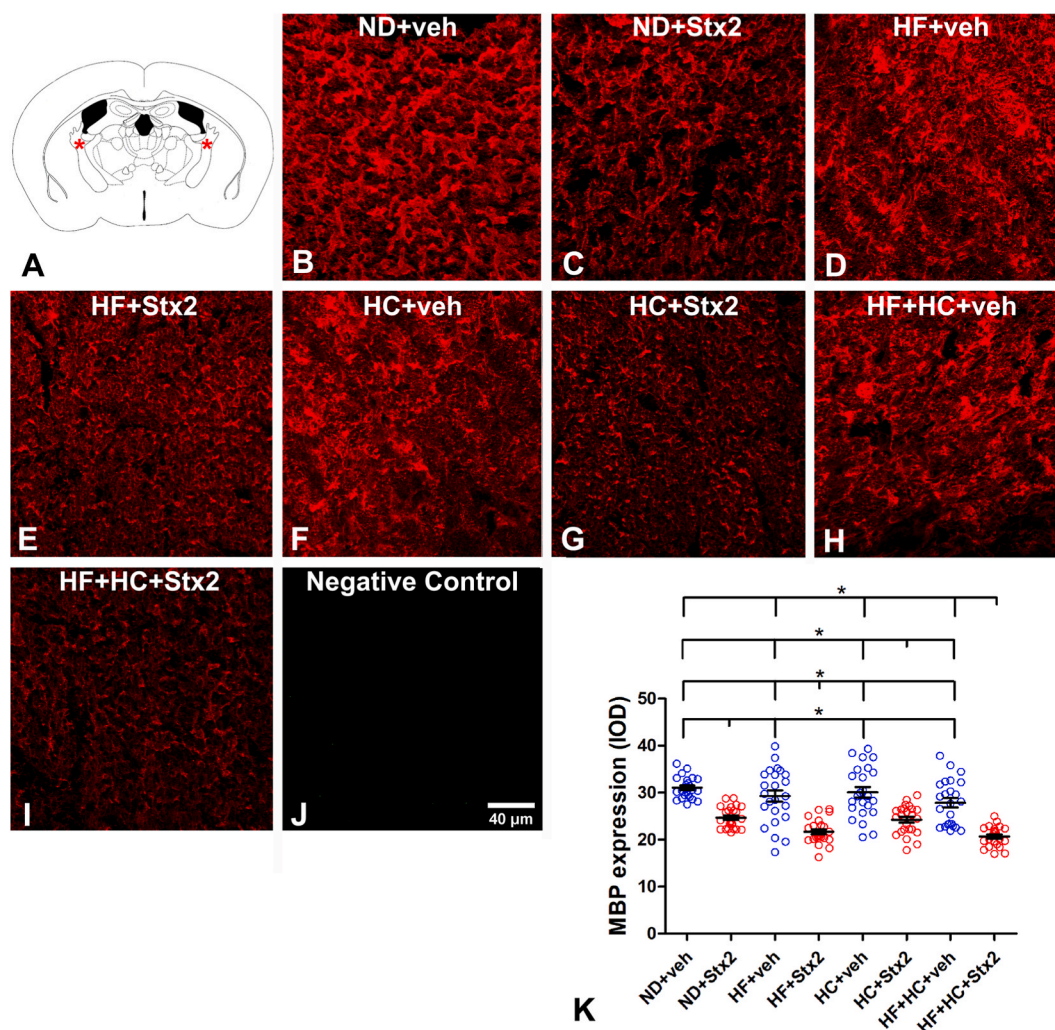 A
ND+veh
B
ND+Stx2
C
HF+veh
D
HF+Stx2
E
HC+veh
F
HC+Stx2
G
HF+HC+veh
H
HF+HC+Stx2
I
Negative Control
J
40 µm
*
*
*
*
MBP expression (IOD)
50
40
30
20
10
0
ND+veh
ND+Stx2
HF+veh
HF+Stx2
HC+veh
HC+Stx2
HF+HC+veh
HF+HC+Stx2
K